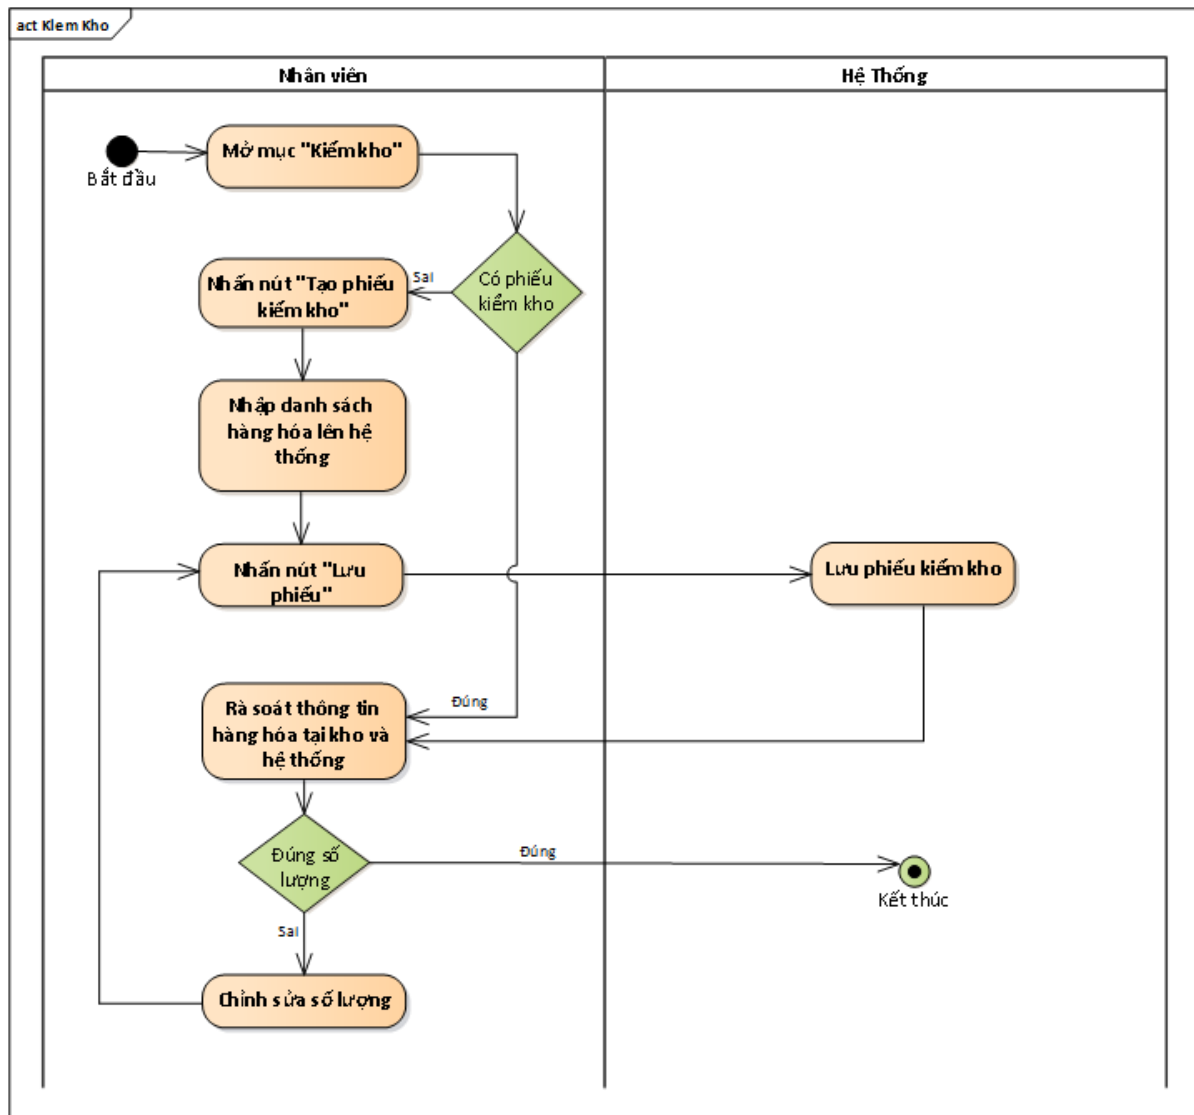 act Kiem Kho
Nhân viên
Hệ Thống
Bắt đầu
Mở mục "Kiểm kho"
Có phiếu
kiểm kho
Sai
Nhấn nút "Tạo phiếu
kiểm kho"
Nhập danh sách
hàng hóa lên hệ
thống
Nhấn nút "Lưu
phiếu"
Lưu phiếu kiểm kho
Đúng
Rà soát thông tin
hàng hóa tại kho và
hệ thống
Đúng số
lượng
Đúng
Kết thúc
Sai
Chỉnh sửa số lượng